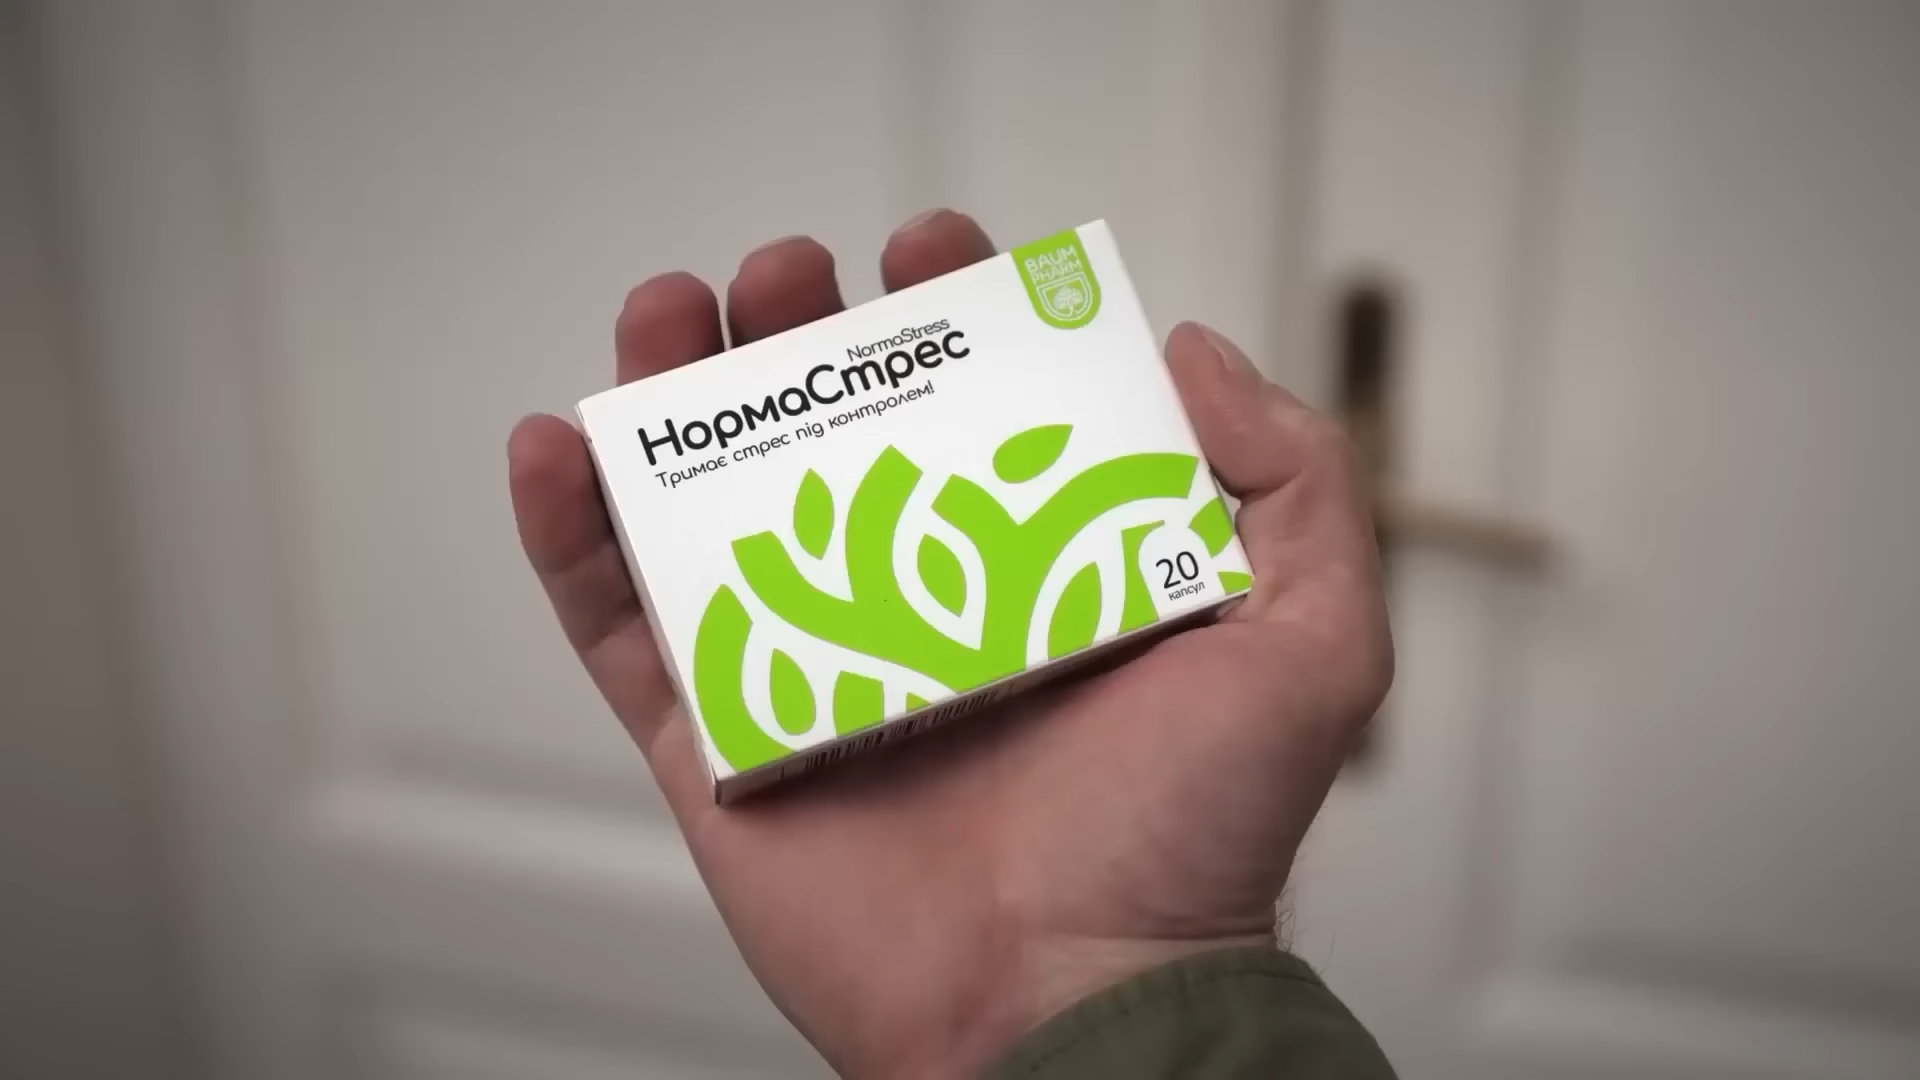 BAUM
PHARM
NormaStress
НормаСтрес
Тримає стрес під контролем!
20
капсул